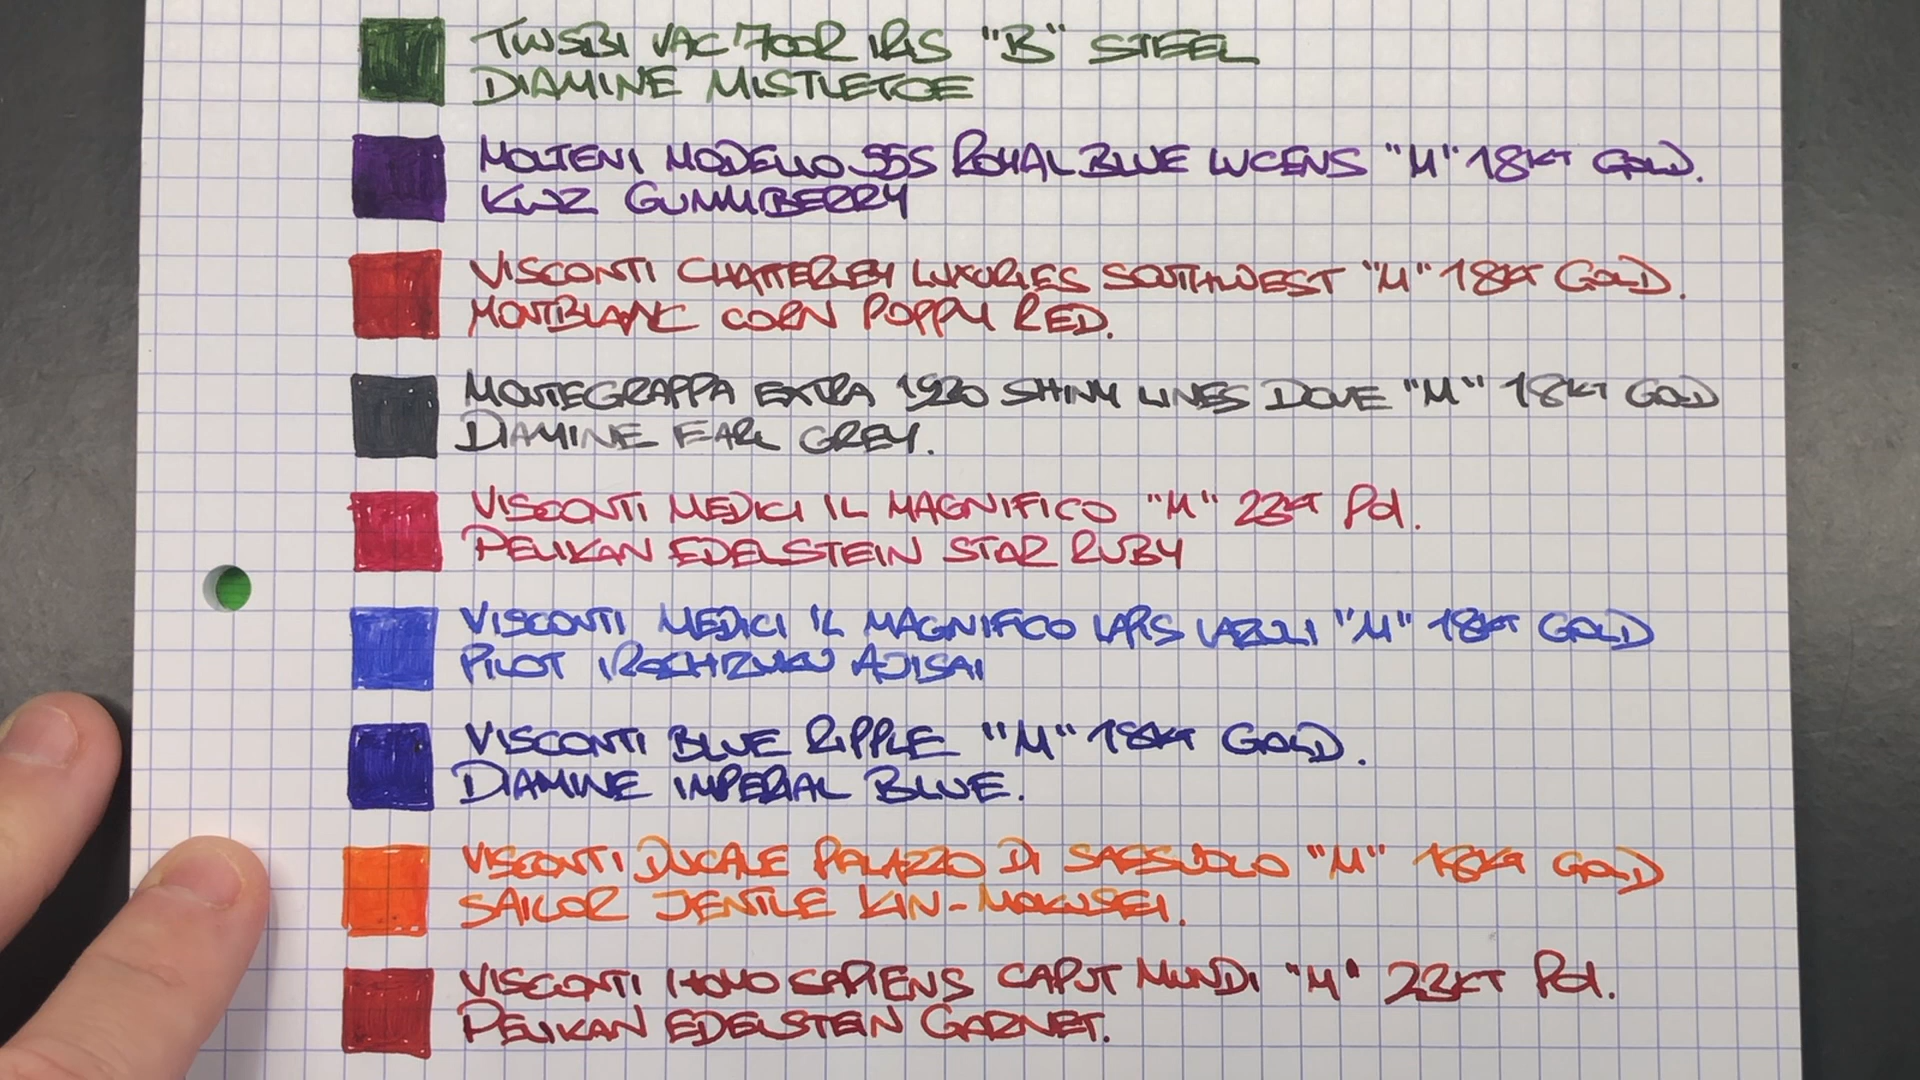 TWSBI VAC 700R IRIS "B" STEEL
DIAMINE MISTLETOE
MOLTENI MODELLO 55S ROYAL BLUE LUCENS "M" 18KT GOLD.
KWZ GUMMIBERRY
VISCONTI CHATTERLEY LUXURIES SOUTHWEST "M" 18KT GOLD.
MONTBLANC CORN POPPY RED.
MONTEGRAPPA EXTRA 1930 SHINY LINES DOVE "M" 18KT GOLD
DIAMINE EARL GREY.
VISCONTI MEDICI IL MAGNIFICO "M" 23KT Pd.
PELIKAN EDELSTEIN STAR RUBY
VISCONTI MEDICI IL MAGNIFICO LAPIS LAZULI "M" 18KT GOLD
PILOT IROSHIZUKU AJISAI
VISCONTI BLUE RIPPLE "M" 18KT GOLD.
DIAMINE IMPERIAL BLUE.
VISCONTI DUCALE PALAZZO DI SASSUOLO "M" 18KT GOLD
SAILOR JENTLE KIN-MOKUSEI.
VISCONTI HOMO SAPIENS CAPUT MUNDI "M" 23KT Pd.
PELIKAN EDELSTEIN GARNET.